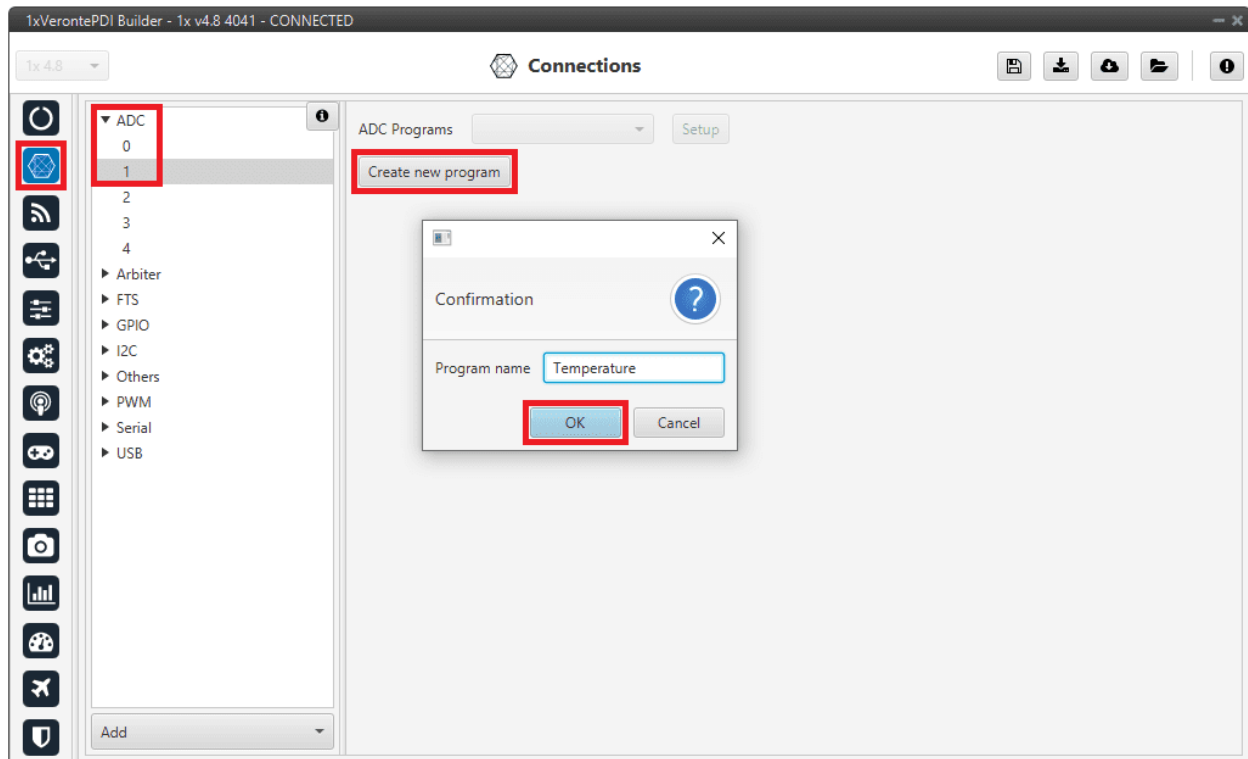 1xVerontePDI Builder - 1x v4.8 4041 - CONNECTED
1x 4.8
Connections
ADC
0
1
2
3
4
Arbiter
FTS
GPIO
I2C
Others
PWM
Serial
USB
Add
ADC Programs
Setup
Create new program
Confirmation
Program name
Temperature
OK
Cancel